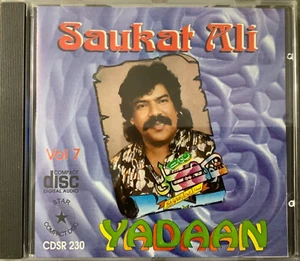 Saukat Ali
Vol 7
COMPACT
disc
DIGITAL AUDIO
STAR
COMPACT DISC
CDSR 230
YADAAN